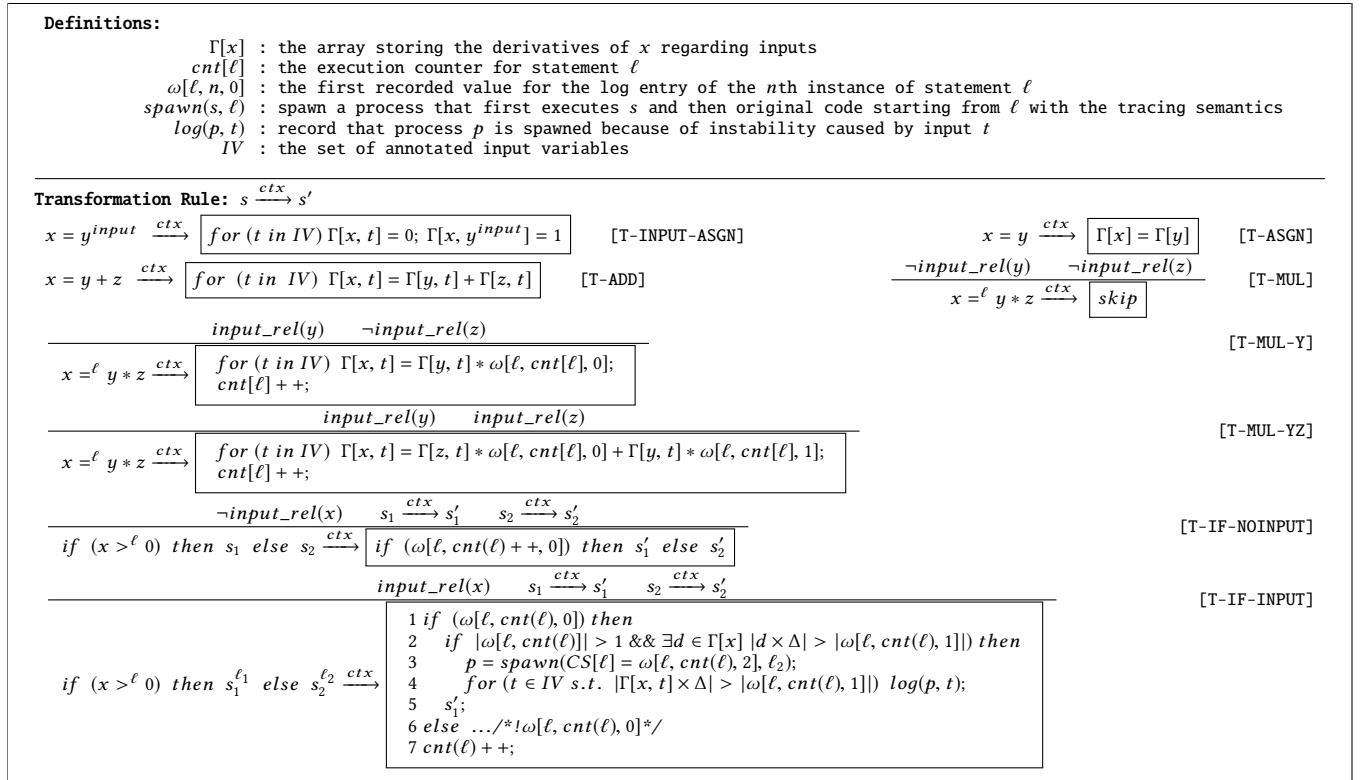 Definitions:
Γ[x] : the array storing the derivatives of x regarding inputs
cnt[ℓ] : the execution counter for statement ℓ
ω[ℓ, n, 0] : the first recorded value for the log entry of the nth instance of statement ℓ
spawn(s, ℓ) : spawn a process that first executes s and then original code starting from ℓ with the tracing semantics
log(p, t) : record that process p is spawned because of instability caused by input t
IV : the set of annotated input variables
Transformation Rule: s —ctx→ s′
x = y^input —ctx→ for (t in IV) Γ[x, t] = 0; Γ[x, y^input] = 1 [T-INPUT-ASGN]
x = y —ctx→ Γ[x] = Γ[y] [T-ASGN]
x = y + z —ctx→ for (t in IV) Γ[x, t] = Γ[y, t] + Γ[z, t] [T-ADD]
¬input_rel(y) ¬input_rel(z)
x =^ℓ y ∗ z —ctx→ skip [T-MUL]
input_rel(y) ¬input_rel(z) [T-MUL-Y]
x =^ℓ y ∗ z —ctx→ for (t in IV) Γ[x, t] = Γ[y, t] ∗ ω[ℓ, cnt[ℓ], 0];
cnt[ℓ] + +;
input_rel(y) input_rel(z) [T-MUL-YZ]
x =^ℓ y ∗ z —ctx→ for (t in IV) Γ[x, t] = Γ[z, t] ∗ ω[ℓ, cnt[ℓ], 0] + Γ[y, t] ∗ ω[ℓ, cnt[ℓ], 1];
cnt[ℓ] + +;
¬input_rel(x) s₁ —ctx→ s₁′ s₂ —ctx→ s₂′ [T-IF-NOINPUT]
if (x >^ℓ 0) then s₁ else s₂ —ctx→ if (ω[ℓ, cnt(ℓ) + +, 0]) then s₁′ else s₂′
input_rel(x) s₁ —ctx→ s₁′ s₂ —ctx→ s₂′ [T-IF-INPUT]
if (x >^ℓ 0) then s₁^ℓ₁ else s₂^ℓ₂ —ctx→
1 if (ω[ℓ, cnt(ℓ), 0]) then
2 if |ω[ℓ, cnt(ℓ)]| > 1 && ∃d ∈ Γ[x] |d × Δ| > |ω[ℓ, cnt(ℓ), 1]|) then
3 p = spawn(CS[ℓ] = ω[ℓ, cnt(ℓ), 2], ℓ₂);
4 for (t ∈ IV s.t. |Γ[x, t] × Δ| > |ω[ℓ, cnt(ℓ), 1]|) log(p, t);
5 s₁′;
6 else .../*!ω[ℓ, cnt(ℓ), 0]*/
7 cnt(ℓ) + +;